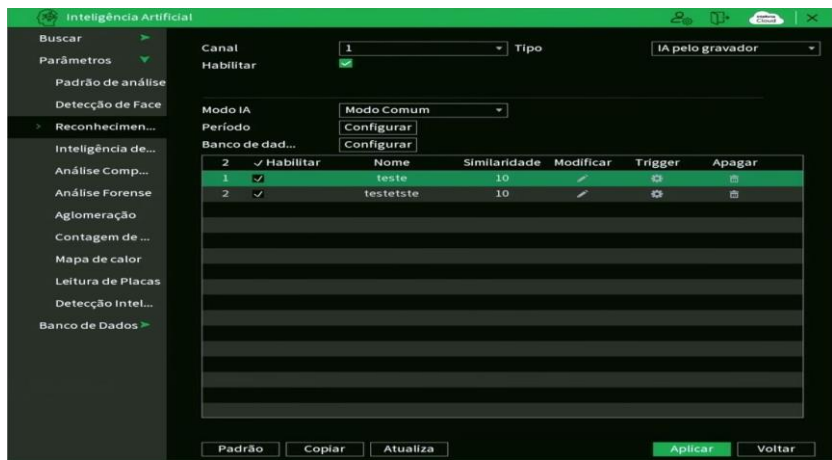 Inteligência Artificial
Cloud
Buscar
Parâmetros
Padrão de análise
Detecção de Face
Reconhecimen...
Inteligência de...
Análise Comp...
Análise Forense
Aglomeração
Contagem de ...
Mapa de calor
Leitura de Placas
Detecção Intel...
Banco de Dados
Canal 1 Tipo IA pelo gravador
Habilitar
Modo IA Modo Comum
Período Configurar
Banco de dad... Configurar
2 Habilitar Nome Similaridade Modificar Trigger Apagar
1 teste 10
2 testetste 10
Padrão Copiar Atualiza Aplicar Voltar